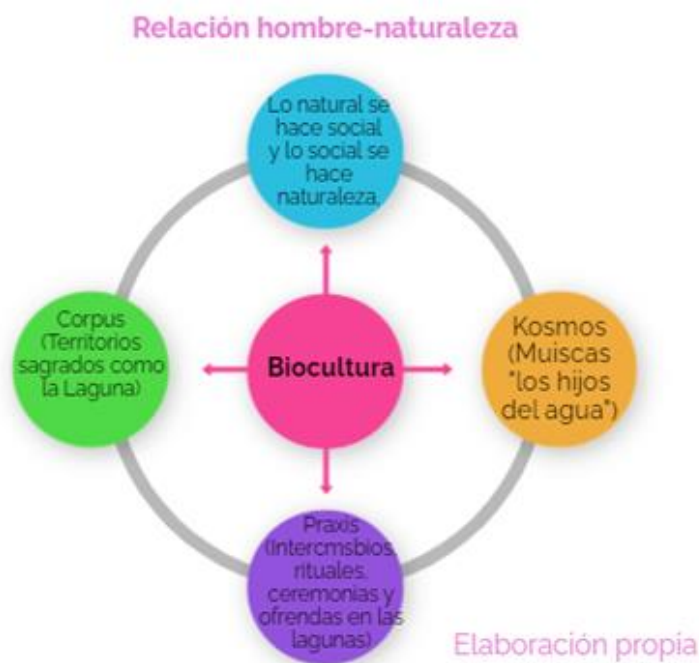 Relación hombre-naturaleza
Lo natural se
hace social
y lo social se
hace
naturaleza,
Corpus
(Territorios
sagrados como
la Laguna)
Biocultura
Kosmos
(Muiscas
"los hijos
del agua")
Praxis
(Intercmsbios,
rituales,
ceremonias y
ofrendas en las
lagunas)
Elaboración propia